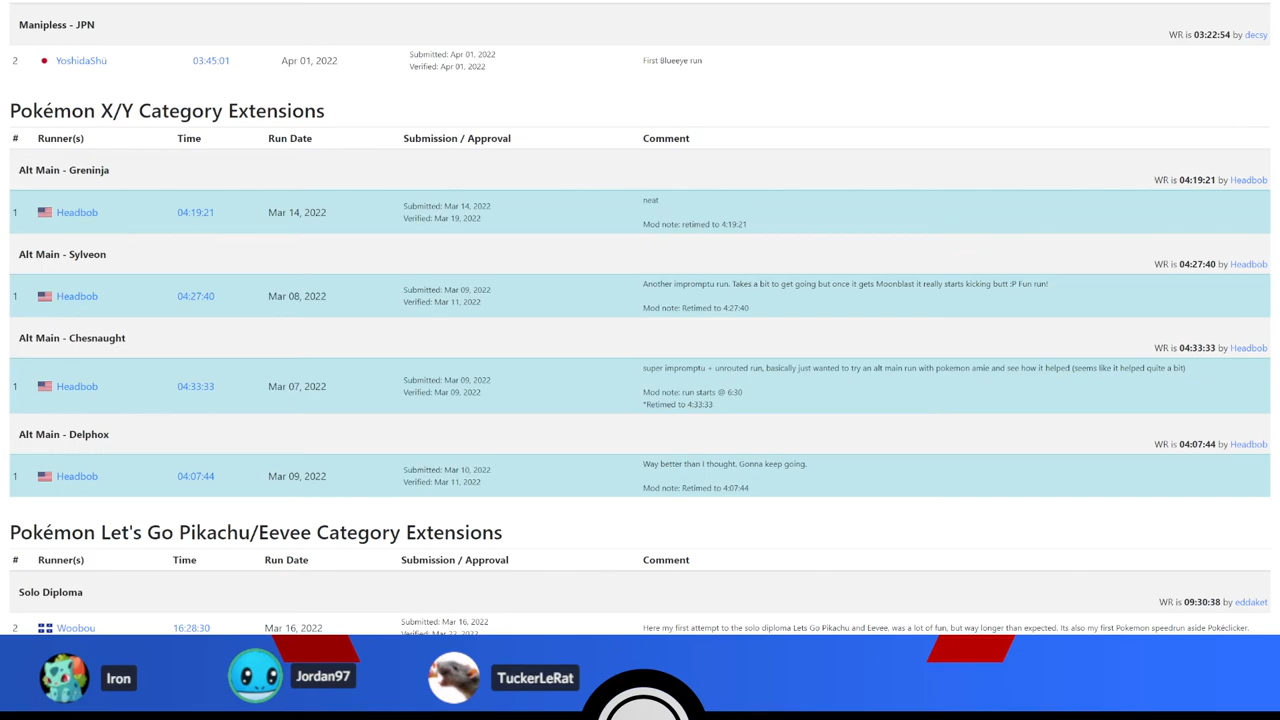 Manipless - JPN
WR is 03:22:54 by decsy
2 YoshidaShü 03:45:01 Apr 01, 2022 Submitted: Apr 01, 2022 First Blueeye run
Verified: Apr 01, 2022
Pokémon X/Y Category Extensions
# Runner(s) Time Run Date Submission / Approval Comment
Alt Main - Greninja
WR is 04:19:21 by Headbob
1 Headbob 04:19:21 Mar 14, 2022 Submitted: Mar 14, 2022 neat
Verified: Mar 19, 2022
Mod note: retimed to 4:19:21
Alt Main - Sylveon
WR is 04:27:40 by Headbob
1 Headbob 04:27:40 Mar 08, 2022 Submitted: Mar 09, 2022 Another impromptu run. Takes a bit to get going but once it gets Moonblast it really starts kicking butt :P Fun run!
Verified: Mar 11, 2022
Mod note: Retimed to 4:27:40
Alt Main - Chesnaught
WR is 04:33:33 by Headbob
1 Headbob 04:33:33 Mar 07, 2022 Submitted: Mar 09, 2022 super impromptu + unrouted run, basically just wanted to try an alt main run with pokemon amie and see how it helped (seems like it helped quite a bit)
Verified: Mar 09, 2022
Mod note: run starts @ 6:30
*Retimed to 4:33:33
Alt Main - Delphox
WR is 04:07:44 by Headbob
1 Headbob 04:07:44 Mar 09, 2022 Submitted: Mar 10, 2022 Way better than I thought. Gonna keep going.
Verified: Mar 11, 2022
Mod note: Retimed to 4:07:44
Pokémon Let's Go Pikachu/Eevee Category Extensions
# Runner(s) Time Run Date Submission / Approval Comment
Solo Diploma
WR is 09:30:38 by eddaket
2 Woobou 16:28:30 Mar 16, 2022 Submitted: Mar 16, 2022 Here my first attempt to the solo diploma Lets Go Pikachu and Eevee, was a lot of fun, but way longer than expected. Its also my first Pokemon speedrun aside Pokéclicker.
Verified: Mar 22, 2022
Iron
Jordan97
TuckerLeRat